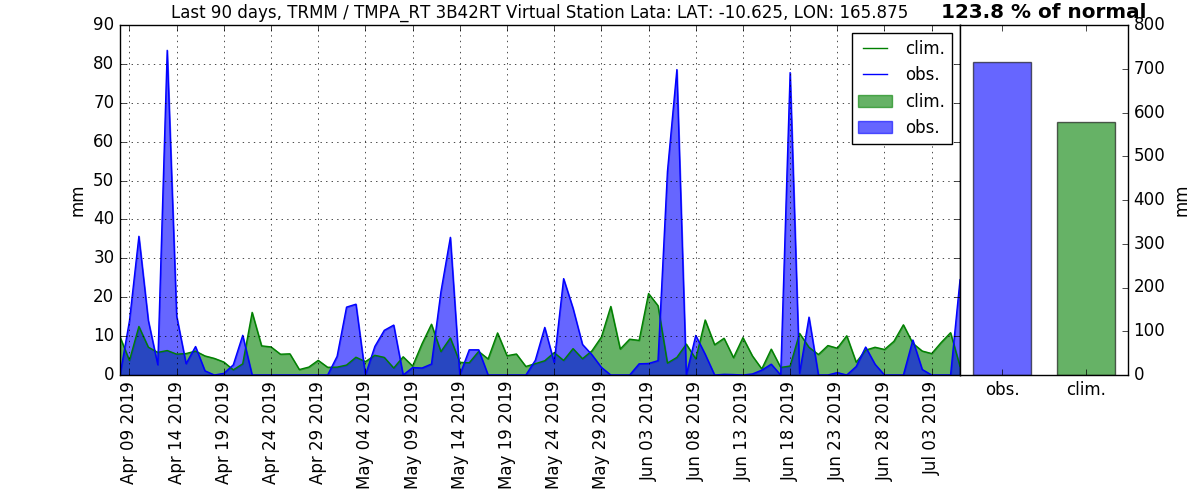 Last 90 days, TRMM / TMPA_RT 3B42RT Virtual Station Lata: LAT: -10.625, LON: 165.875
123.8 % of normal
90
80
70
60
50
40
30
20
10
0
mm
clim.
obs.
clim.
obs.
Apr 09 2019
Apr 14 2019
Apr 19 2019
Apr 24 2019
Apr 29 2019
May 04 2019
May 09 2019
May 14 2019
May 19 2019
May 24 2019
May 29 2019
Jun 03 2019
Jun 08 2019
Jun 13 2019
Jun 18 2019
Jun 23 2019
Jun 28 2019
Jul 03 2019
obs.
clim.
800
700
600
500
400
300
200
100
0
mm